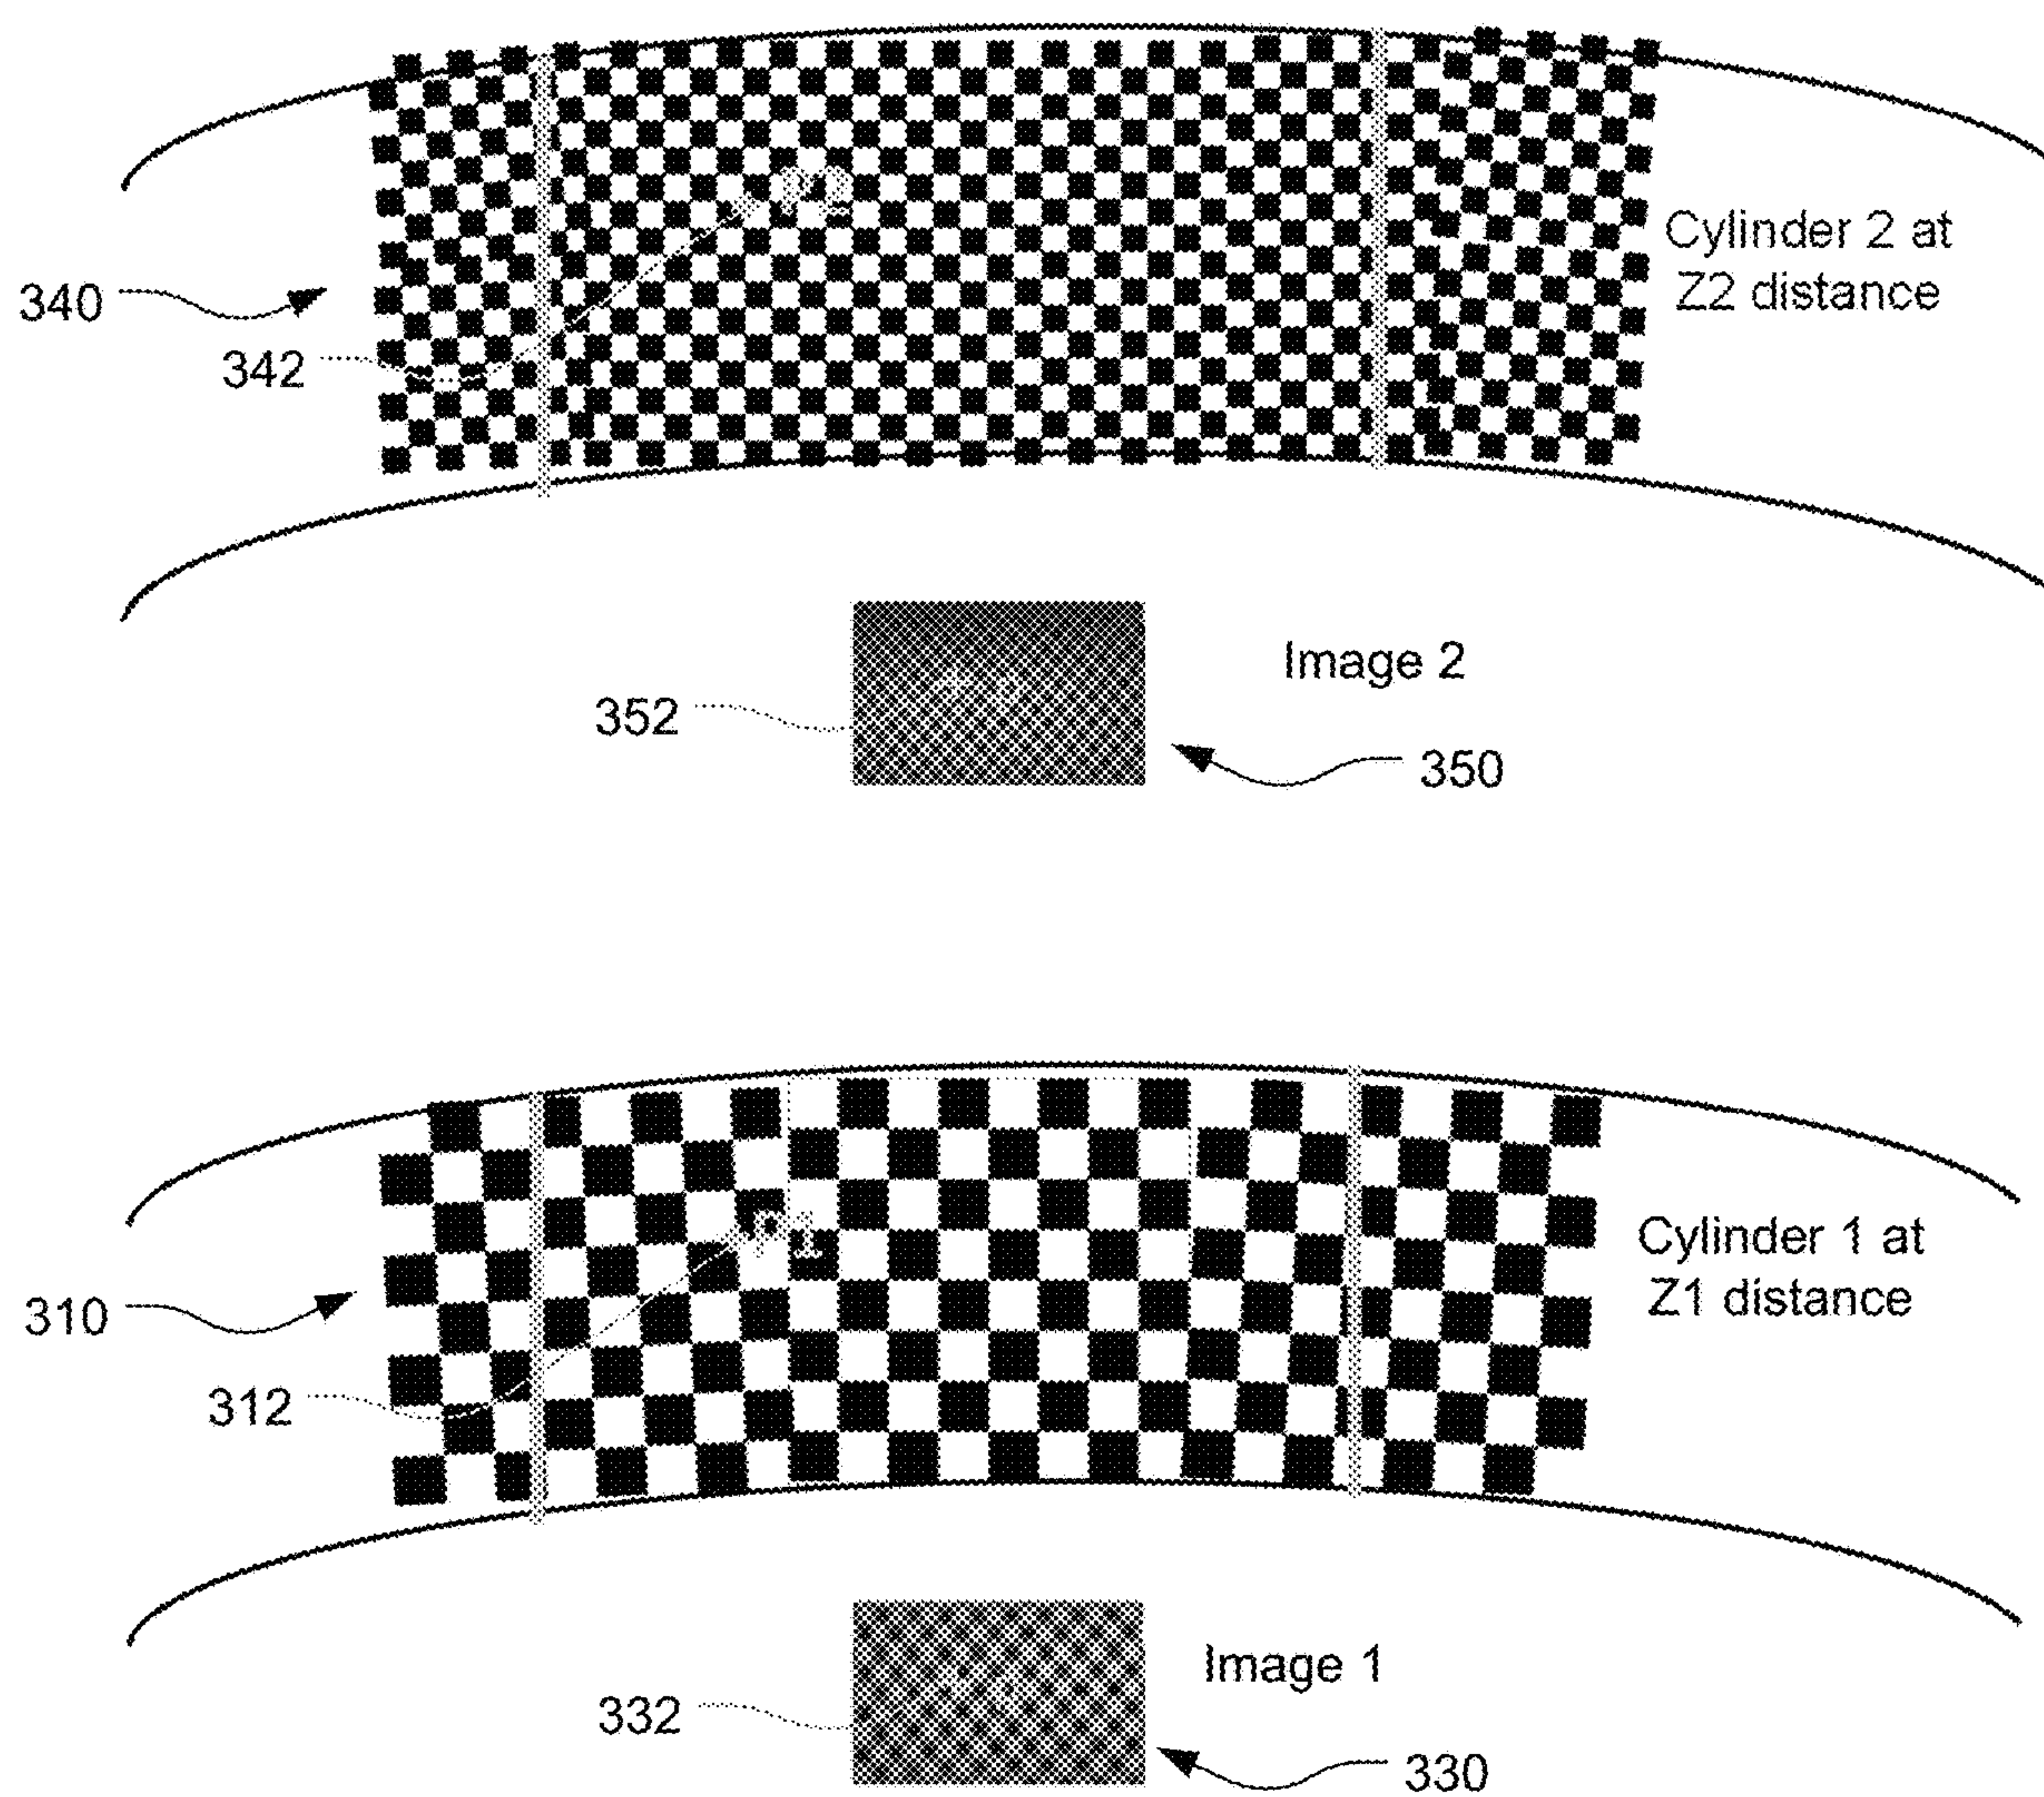 Cylinder 2 at
Z2 distance
340
342
Image 2
352
350
Cylinder 1 at
Z1 distance
310
312
Image 1
332
330